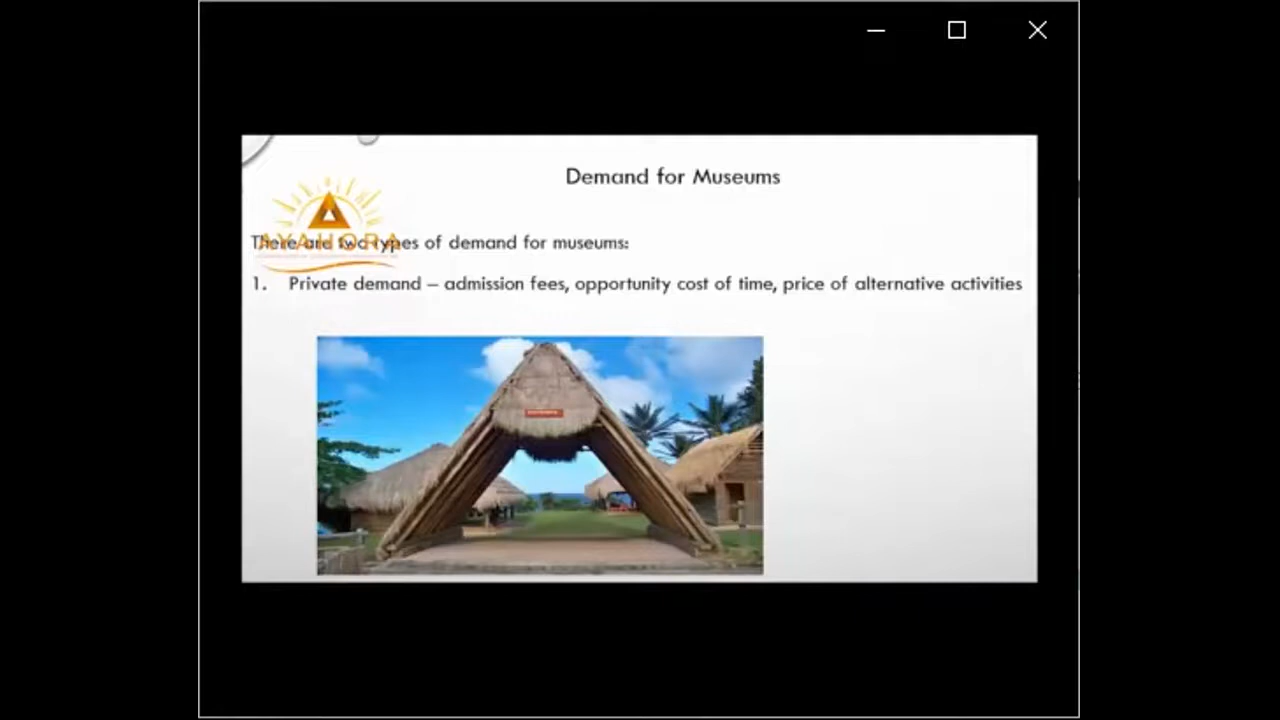 Demand for Museums
AYAHORA
There are two types of demand for museums:
1. Private demand – admission fees, opportunity cost of time, price of alternative activities